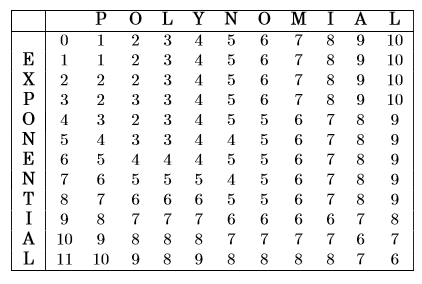 P O L Y N O M I A L
0 1 2 3 4 5 6 7 8 9 10
E 1 1 2 3 4 5 6 7 8 9 10
X 2 2 2 3 4 5 6 7 8 9 10
P 3 2 3 3 4 5 6 7 8 9 10
O 4 3 2 3 4 5 5 6 7 8 9
N 5 4 3 3 4 4 5 6 7 8 9
E 6 5 4 4 4 5 5 6 7 8 9
N 7 6 5 5 5 4 5 6 7 8 9
T 8 7 6 6 6 5 5 6 7 8 9
I 9 8 7 7 7 6 6 6 6 7 8
A 10 9 8 8 8 7 7 7 7 6 7
L 11 10 9 8 9 8 8 8 8 7 6